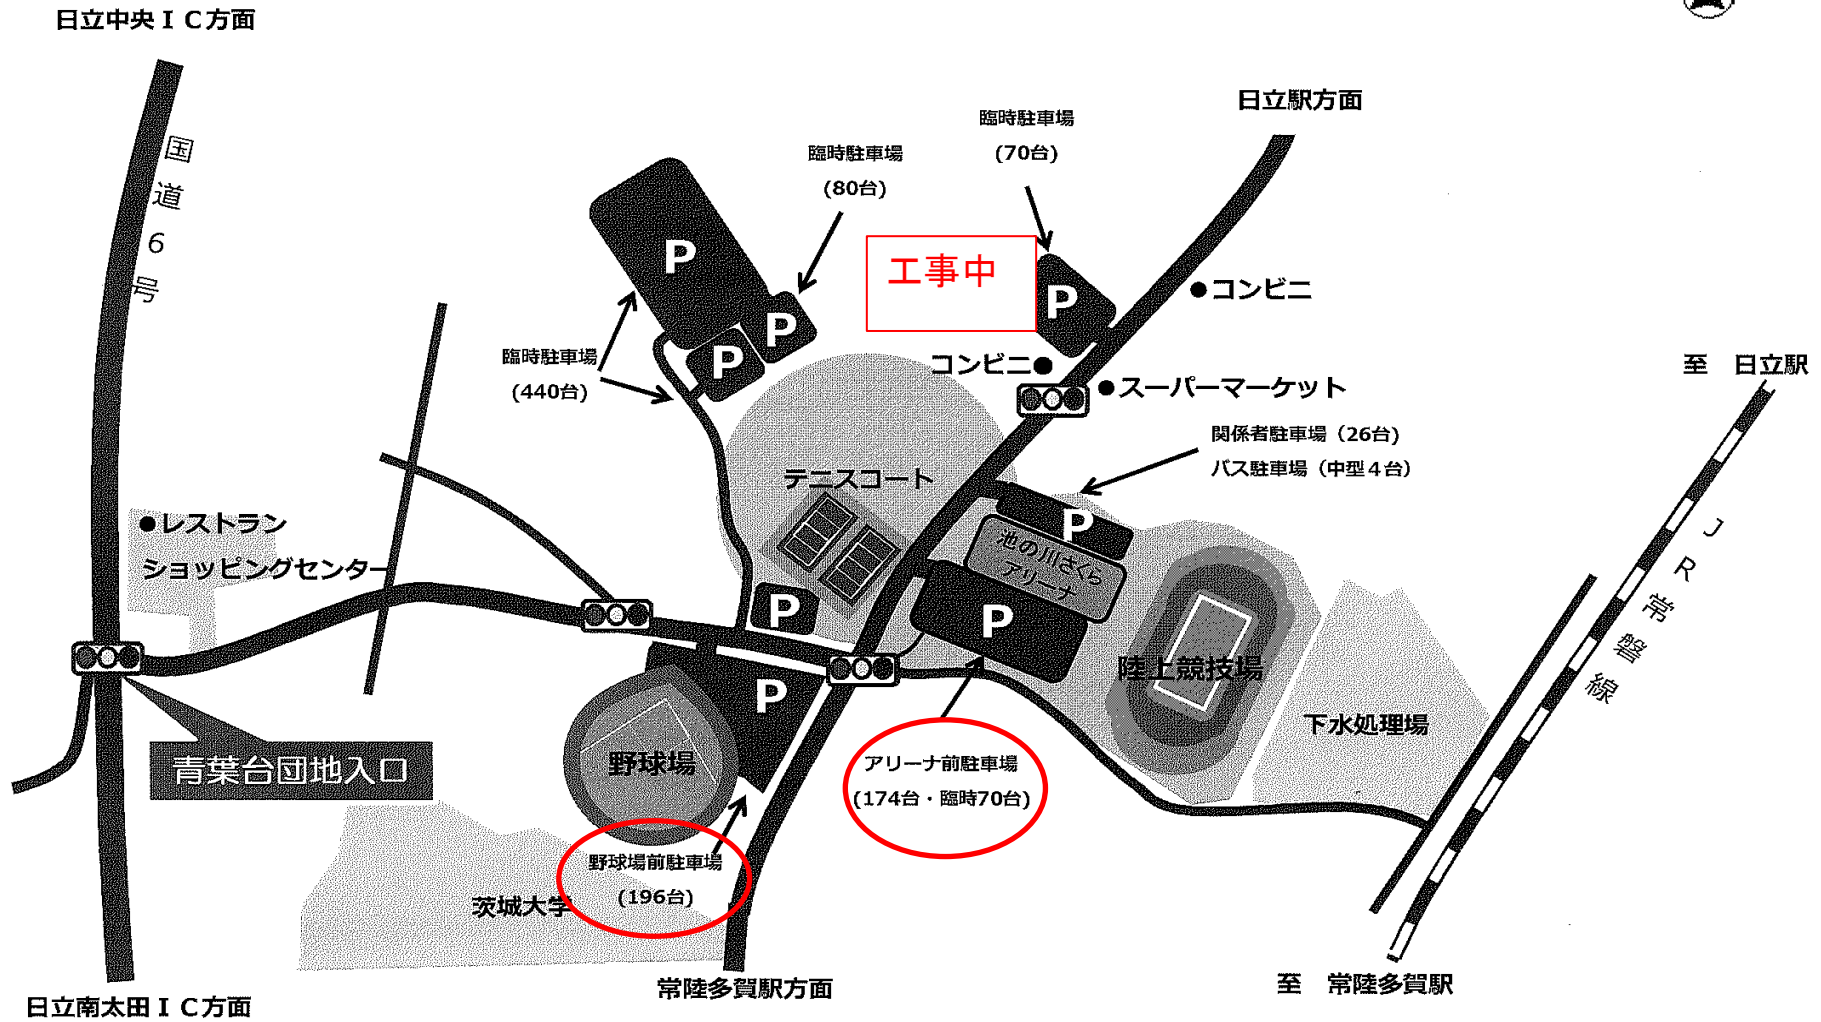 日立中央ＩＣ方面
日立駅方面
臨時駐車場
(70台)
臨時駐車場
(80台)
国道６号
P
工事中
P
コンビニ
P
P
臨時駐車場
(440台)
コンビニ
スーパーマーケット
至　日立駅
関係者駐車場（26台）
バス駐車場（中型４台）
テニスコート
レストラン
ショッピングセンター
P
池の川さくら
アリーナ
ＪＲ常磐線
P
P
陸上競技場
P
下水処理場
青葉台団地入口
野球場
アリーナ前駐車場
(174台・臨時70台)
野球場前駐車場
(196台)
茨城大学
常陸多賀駅方面
至　常陸多賀駅
日立南太田ＩＣ方面